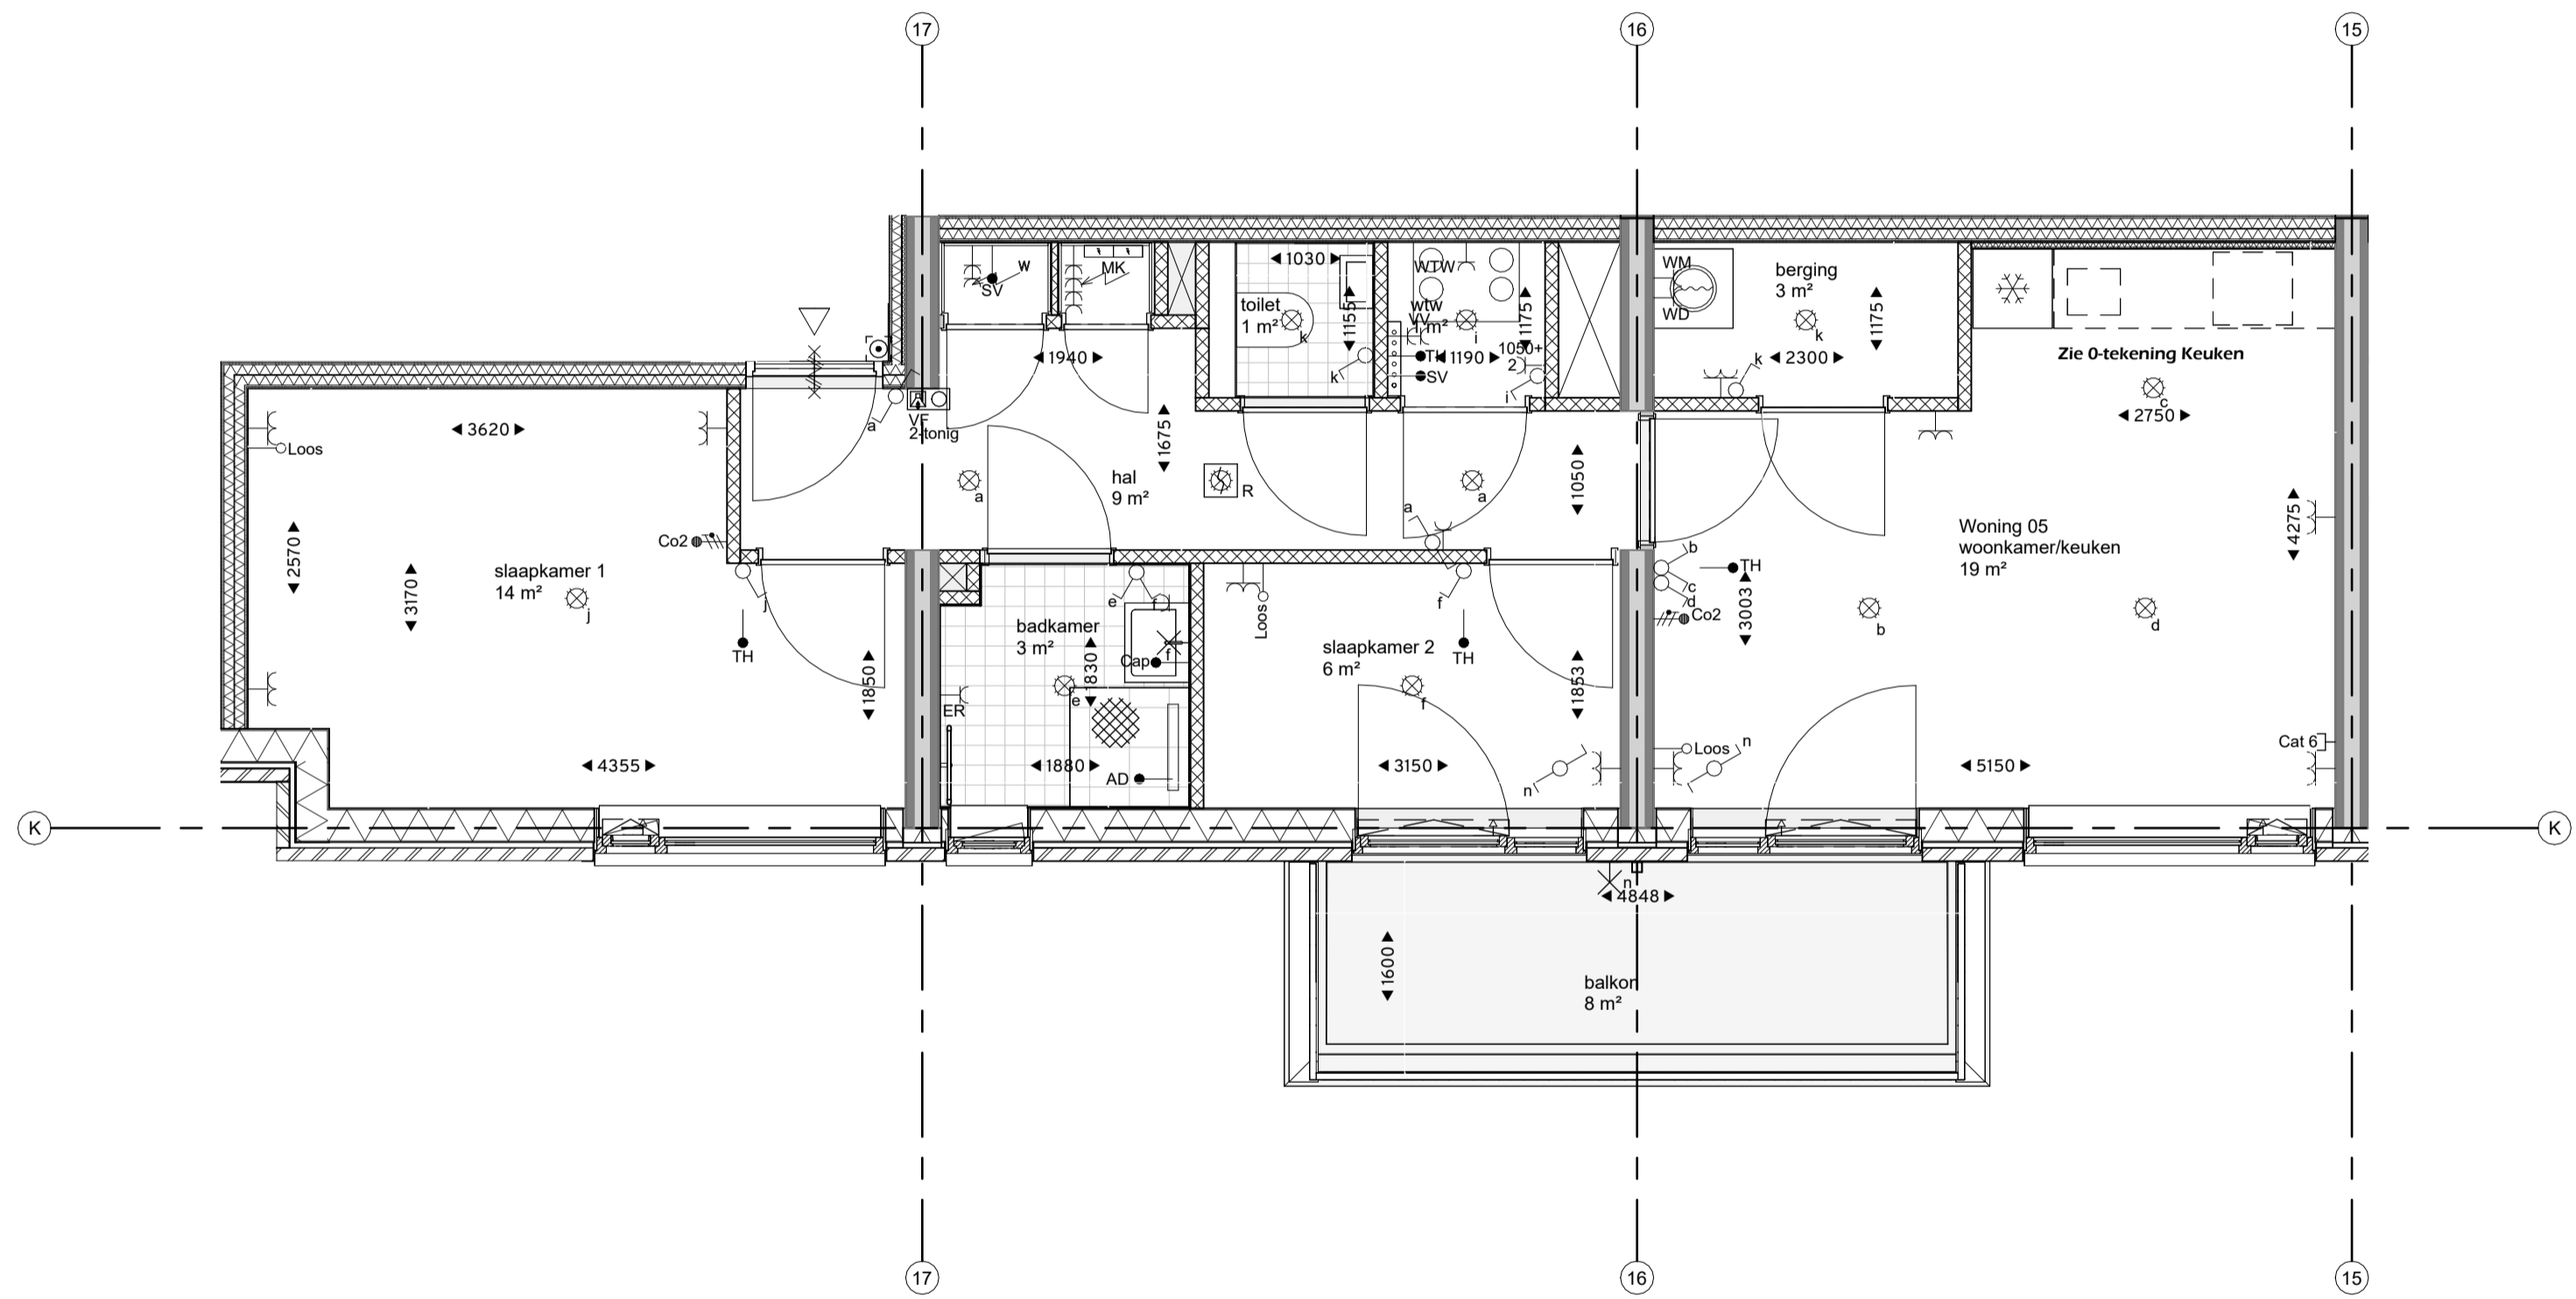 17
16
15
W
SV
MK
1030
toilet
1 m²
k
1155
k
WTW
wtw
1 m²
VV
i
1175
TH
SV
1190
1050+
2
i
WM
WD
berging
3 m²
k
1175
k
2300
Zie 0-tekening Keuken
c
2750
1940
a
VF
2-tonig
1675
3620
Loos
a
hal
9 m²
R
a
a
1050
Woning 05
woonkamer/keuken
19 m²
4275
2570
3170
Co2
slaapkamer 1
14 m²
j
j
TH
1850
e
f
badkamer
3 m²
Cap
f
1830
e
ER
1880
AD
Loos
f
slaapkamer 2
6 m²
TH
f
1853
b
c
d
TH
Co2
3003
b
d
4355
3150
n
Loos
n
5150
Cat 6
K
K
n
4848
1600
balkon
8 m²
17
16
15